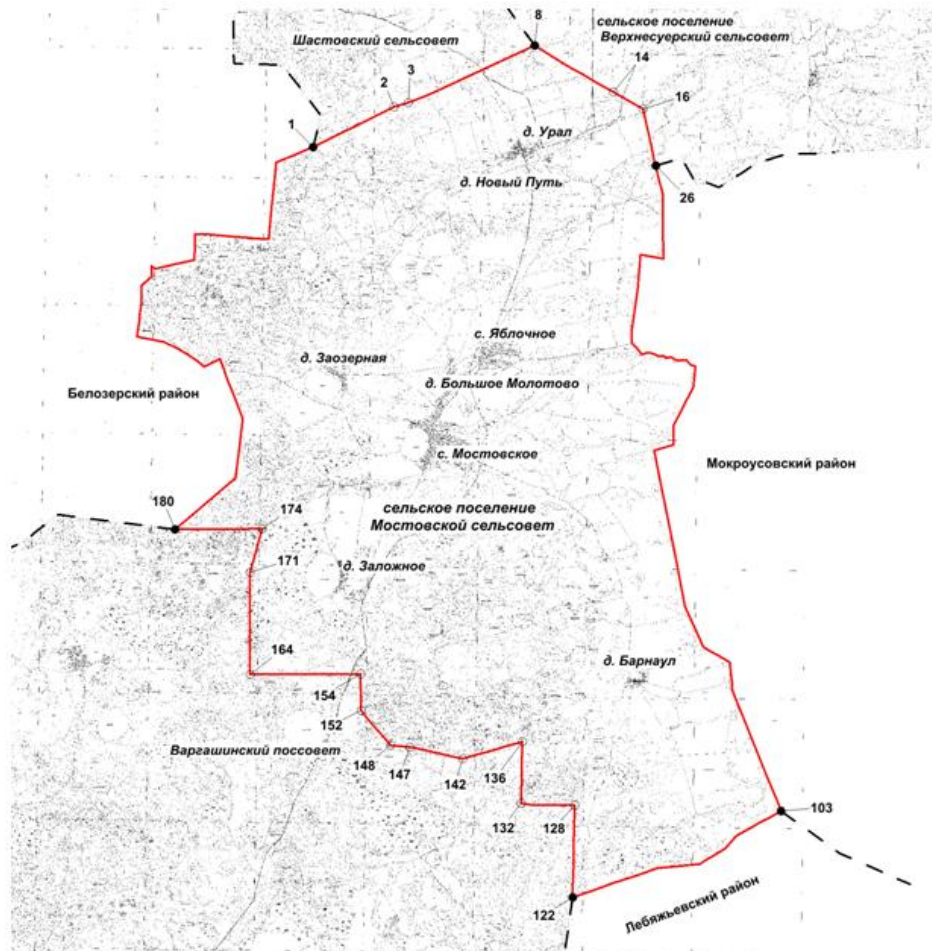 8
сельское поселение
Верхнесуерский сельсовет
Шастовский сельсовет
14
2
3
16
1
д. Урал
д. Новый Путь
26
с. Яблочное
д. Заозерная
д. Большое Молотово
Белозерский район
с. Мостовское
Мокроусовский район
сельское поселение
Мостовской сельсовет
180
174
171
д. Заложное
164
д. Барнаул
154
152
Варгашинский поссовет
148
147
142
136
132
128
103
122
Лебяжьевский район